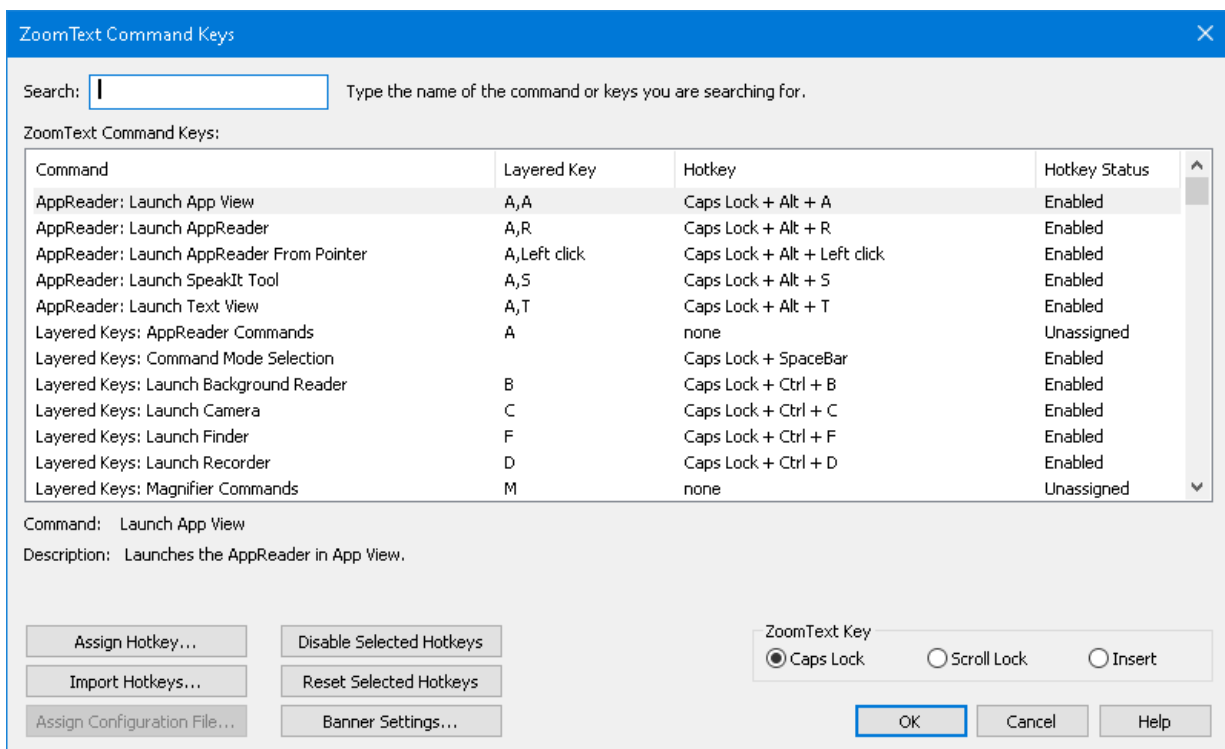 ZoomText Command Keys
Search: Type the name of the command or keys you are searching for.
ZoomText Command Keys:
Command Layered Key Hotkey Hotkey Status
AppReader: Launch App View A,A Caps Lock + Alt + A Enabled
AppReader: Launch AppReader A,R Caps Lock + Alt + R Enabled
AppReader: Launch AppReader From Pointer A,Left click Caps Lock + Alt + Left click Enabled
AppReader: Launch SpeakIt Tool A,S Caps Lock + Alt + S Enabled
AppReader: Launch Text View A,T Caps Lock + Alt + T Enabled
Layered Keys: AppReader Commands A none Unassigned
Layered Keys: Command Mode Selection Caps Lock + SpaceBar Enabled
Layered Keys: Launch Background Reader B Caps Lock + Ctrl + B Enabled
Layered Keys: Launch Camera C Caps Lock + Ctrl + C Enabled
Layered Keys: Launch Finder F Caps Lock + Ctrl + F Enabled
Layered Keys: Launch Recorder D Caps Lock + Ctrl + D Enabled
Layered Keys: Magnifier Commands M none Unassigned
Command: Launch App View
Description: Launches the AppReader in App View.
Assign Hotkey... Disable Selected Hotkeys
Import Hotkeys... Reset Selected Hotkeys
Assign Configuration File... Banner Settings...
ZoomText Key
Caps Lock Scroll Lock Insert
OK Cancel Help